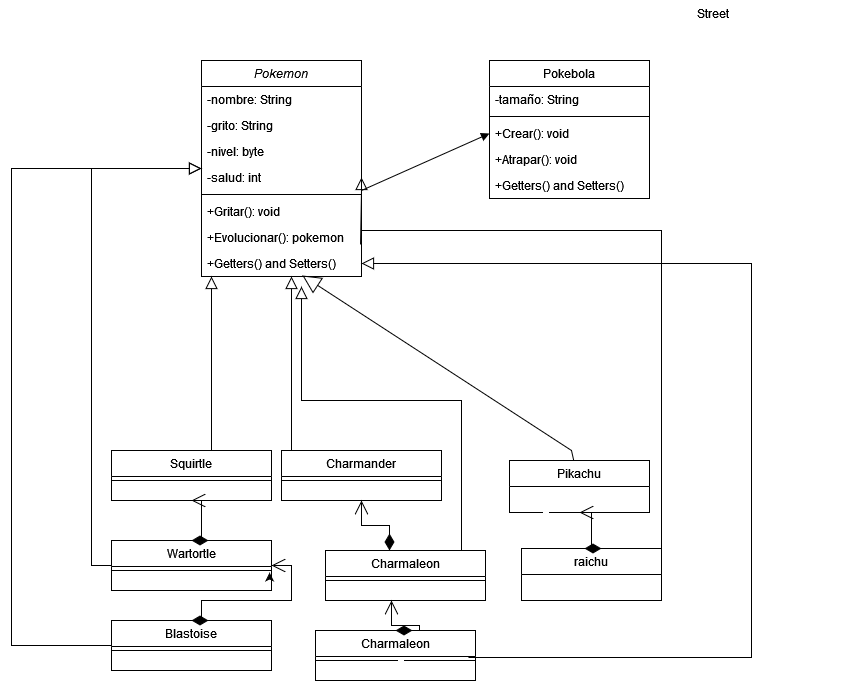 Street
Pokemon
-nombre: String
-grito: String
-nivel: byte
-salud: int
+Gritar(): void
+Evolucionar(): pokemon
+Getters() and Setters()
Pokebola
-tamaño: String
+Crear(): void
+Atrapar(): void
+Getters() and Setters()
Squirtle
Charmander
Pikachu
Wartortle
Charmaleon
raichu
Blastoise
Charmaleon